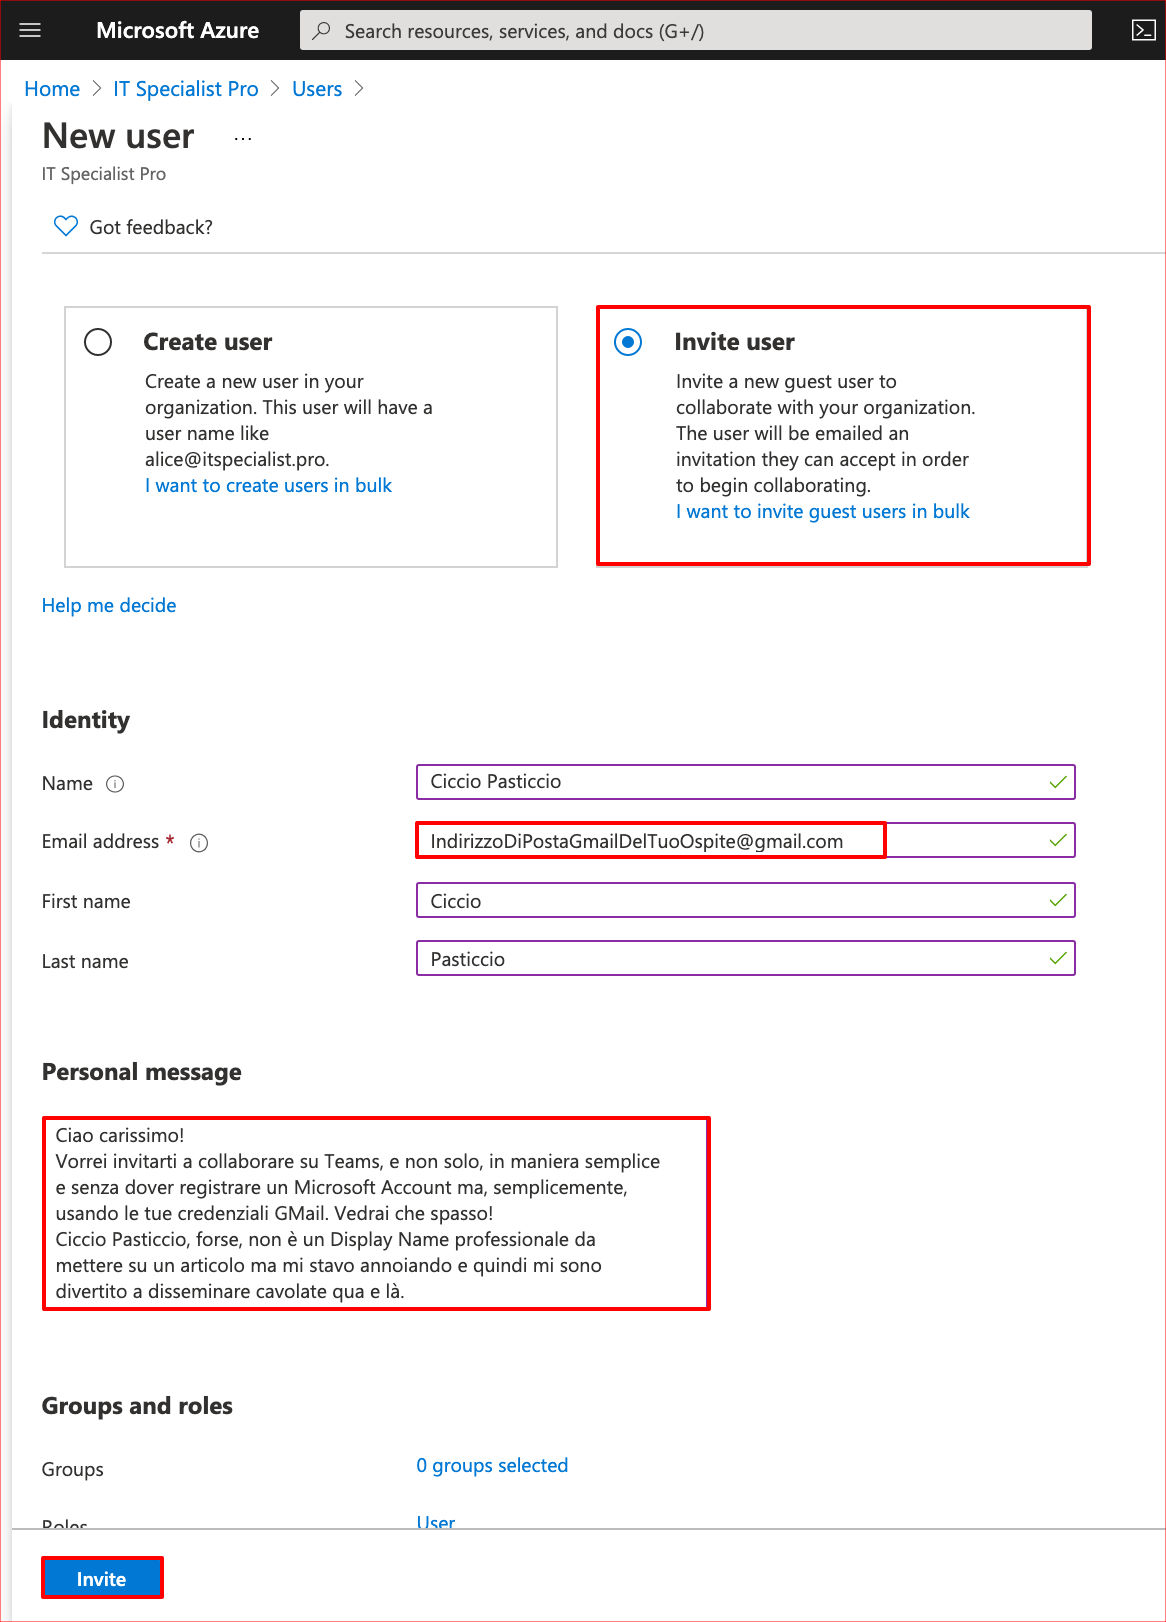 Microsoft Azure
Search resources, services, and docs (G+/)
Home > IT Specialist Pro > Users >
New user ...
IT Specialist Pro
Got feedback?
Create user
Create a new user in your
organization. This user will have a
user name like
alice@itspecialist.pro.
I want to create users in bulk
Invite user
Invite a new guest user to
collaborate with your organization.
The user will be emailed an
invitation they can accept in order
to begin collaborating.
I want to invite guest users in bulk
Help me decide
Identity
Name
Ciccio Pasticcio
Email address *
IndirizzoDiPostaGmailDelTuoOspite@gmail.com
First name
Ciccio
Last name
Pasticcio
Personal message
Ciao carissimo!
Vorrei invitarti a collaborare su Teams, e non solo, in maniera semplice
e senza dover registrare un Microsoft Account ma, semplicemente,
usando le tue credenziali GMail. Vedrai che spasso!
Ciccio Pasticcio, forse, non è un Display Name professionale da
mettere su un articolo ma mi stavo annoiando e quindi mi sono
divertito a disseminare cavolate qua e là.
Groups and roles
Groups
0 groups selected
Roles
User
Invite